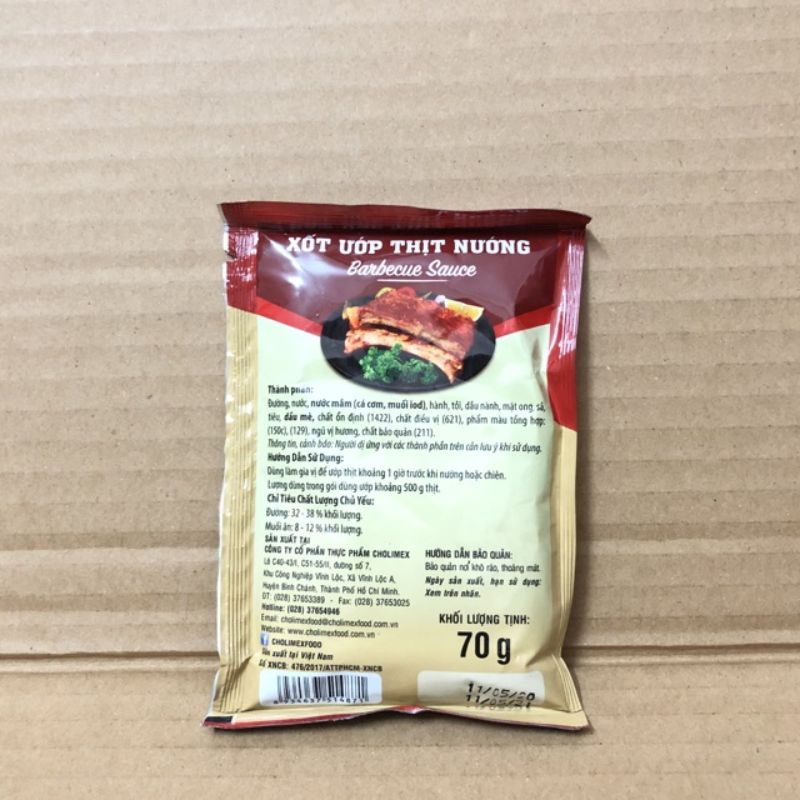 XỐT ƯỚP THỊT NƯỚNG
Barbecue Sauce
Thành phần:
Đường, nước, nước mắm (cá cơm, muối iod), hành, tỏi, dầu nành, mật ong, sả,
tiêu, dầu mè, chất ổn định (1422), chất điều vị (621), phẩm màu tổng hợp:
(150c), (129), ngũ vị hương, chất bảo quản (211).
Thông tin, cảnh báo: Người dị ứng với các thành phần trên cần lưu ý khi sử dụng.
Hướng Dẫn Sử Dụng:
Dùng làm gia vị để ướp thịt khoảng 1 giờ trước khi nướng hoặc chiên.
Lượng dùng trong gói dùng ướp khoảng 500 g thịt.
Chỉ Tiêu Chất Lượng Chủ Yếu:
Đường: 32 - 38 % khối lượng.
Muối ăn: 8 - 12 % khối lượng.
SẢN XUẤT TẠI
CÔNG TY CỔ PHẦN THỰC PHẨM CHOLIMEX
Lô C40-43/I, C51-55/II, đường số 7,
Khu Công Nghiệp Vĩnh Lộc, Xã Vĩnh Lộc A,
Huyện Bình Chánh, Thành Phố Hồ Chí Minh.
ĐT: (028) 37653389 - Fax: (028) 37653025
Hotline: (028) 37654946
Email: cholimexfood@cholimexfood.com.vn
Website: www.cholimexfood.com.vn
CHOLIMEXFOOD
Sản xuất tại Việt Nam
Số XNCB: 476/2017/ATTPHCM-XNCB
HƯỚNG DẪN BẢO QUẢN:
Bảo quản nơi khô ráo, thoáng mát.
Ngày sản xuất, hạn sử dụng:
Xem trên nhãn.
KHỐI LƯỢNG TỊNH:
70 g
11/05/20
11/05/21